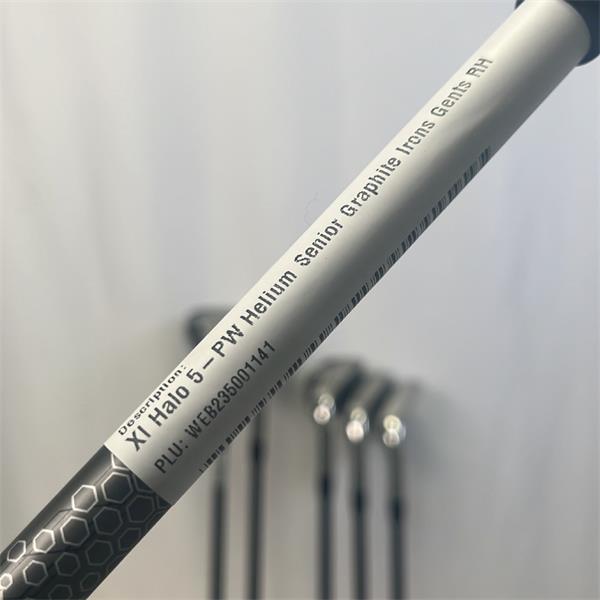 Description:
XI Halo 5 – PW Helium Senior Graphite Irons Gents RH
PLU: WEB235001141